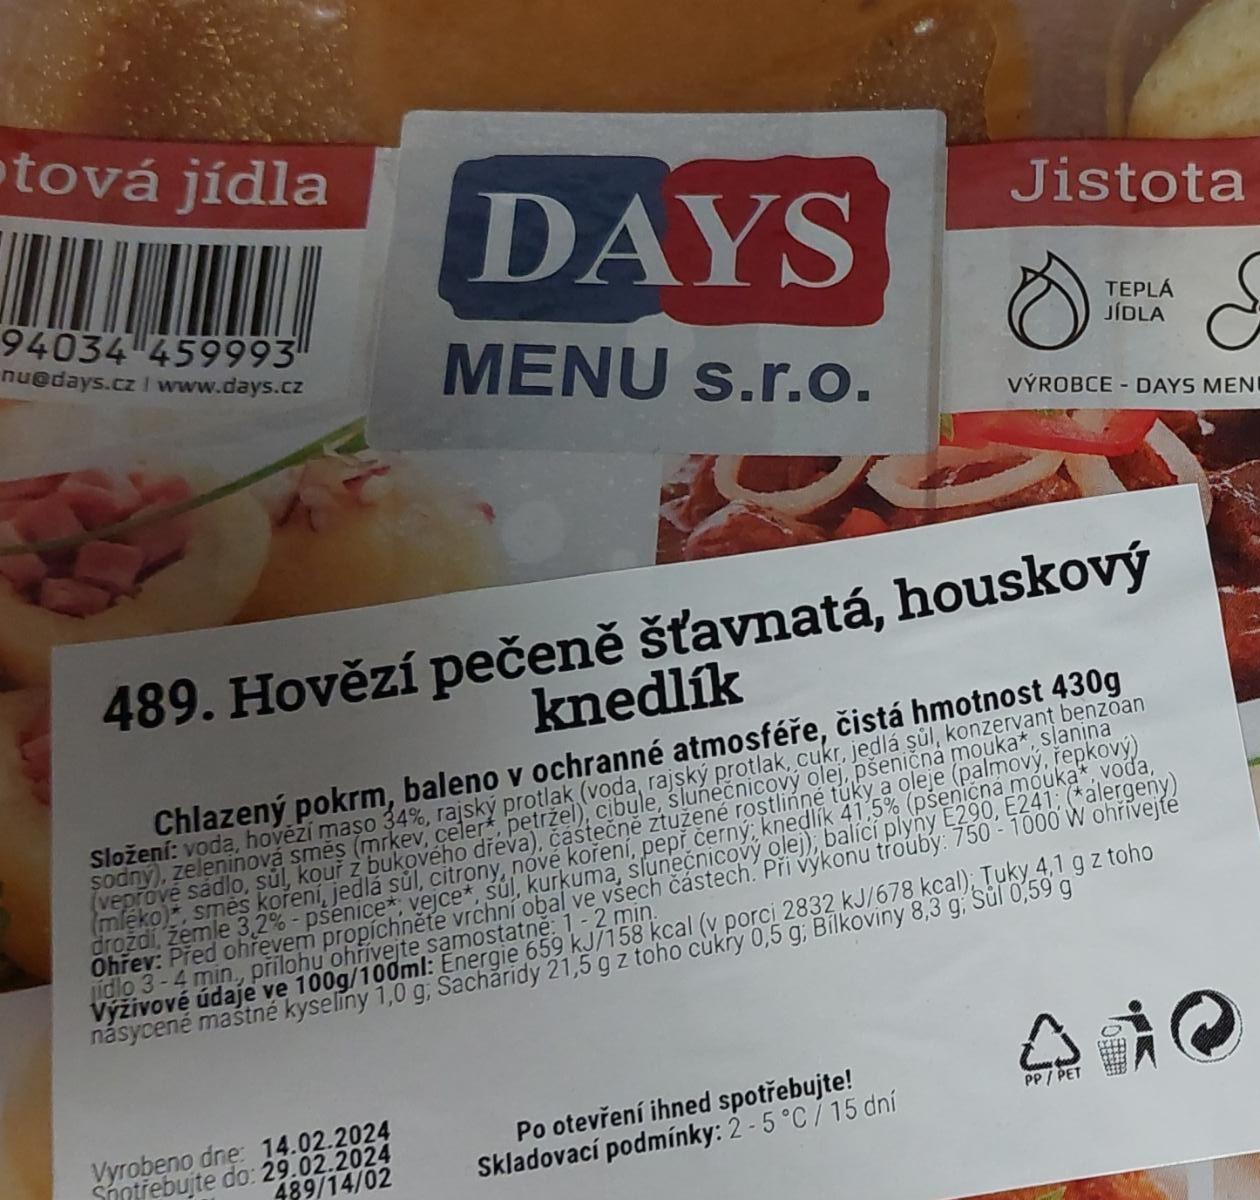 tová jídla
94034 459993
nu@days.cz | www.days.cz
DAYS
MENU s.r.o.
Jistota
TEPLÁ
JÍDLA
VÝROBCE - DAYS MENU
489. Hovězí pečeně šťavnatá, houskový
knedlík
Chlazený pokrm, baleno v ochranné atmosféře, čistá hmotnost 430g
Složení: voda, hovězí maso 34%, rajský protlak (voda, rajský protlak, cukr, jedlá sůl, konzervant benzoan
sodný), zeleninová směs (mrkev, celer*, petržel), cibule, slunečnicový olej, pšeničná mouka*, slanina
(vepřové sádlo, sůl, kouř z bukového dřeva), částečně ztužené rostlinné tuky a oleje (palmový, řepkový)
(mléko)*, směs koření, jedlá sůl, citrony, nové koření, pepř černý; knedlík 41,5% (pšeničná mouka*, voda,
droždí, žemle 3,2% - pšenice*, vejce*, sůl, kurkuma, slunečnicový olej); balící plyny E290, E241; (*alergeny)
Ohřev: Před ohřevem propíchněte vrchní obal ve všech částech. Při výkonu trouby: 750 - 1000 W ohřívejte
jídlo 3 - 4 min., přílohu ohřívejte samostatně: 1 - 2 min.
Výživové údaje ve 100g/100ml: Energie 659 kJ/158 kcal (v porci 2832 kJ/678 kcal); Tuky 4,1 g z toho
nasycené mastné kyseliny 1,0 g; Sacharidy 21,5 g z toho cukry 0,5 g; Bílkoviny 8,3 g; Sůl 0,59 g
PP / PET
Po otevření ihned spotřebujte!
Skladovací podmínky: 2 - 5 °C / 15 dní
Vyrobeno dne: 14.02.2024
Spotřebujte do: 29.02.2024
489/14/02